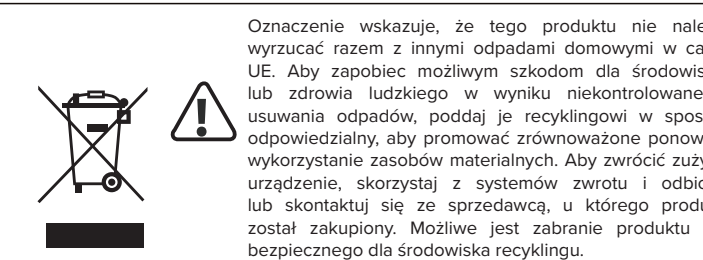 Oznaczenie wskazuje, że tego produktu nie nale
wyrzucać razem z innymi odpadami domowymi w ca
UE. Aby zapobiec możliwym szkodom dla środowis
lub zdrowia ludzkiego w wyniku niekontrolowane
usuwania odpadów, poddaj je recyklingowi w spos
odpowiedzialny, aby promować zrównoważone ponow
wykorzystanie zasobów materialnych. Aby zwrócić zuży
urządzenie, skorzystaj z systemów zwrotu i odbio
lub skontaktuj się ze sprzedawcą, u którego produ
został zakupiony. Możliwe jest zabranie produktu
bezpiecznego dla środowiska recyklingu.